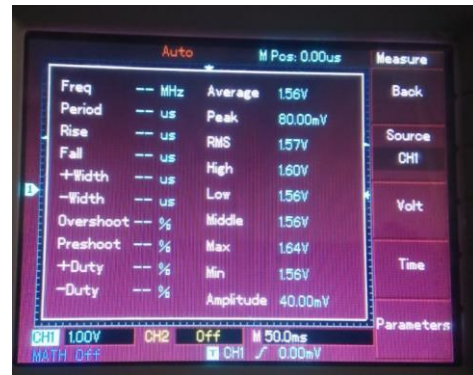 Auto M Pos: 0.00us Measure
Freq -- MHz Average 1.56V Back
Period -- us Peak 80.00mV
Rise -- us RMS 1.57V Source
Fall -- us High 1.60V CH1
+Width -- us Low 1.56V Volt
-Width -- us Middle 1.56V
Overshoot -- % Max 1.64V
Preshoot -- % Min 1.56V Time
+Duty -- % Amplitude 40.00mV
-Duty -- %
Parameters
CH1 1.00V CH2 Off M 50.0ms
MATH Off T CH1 / 0.00mV